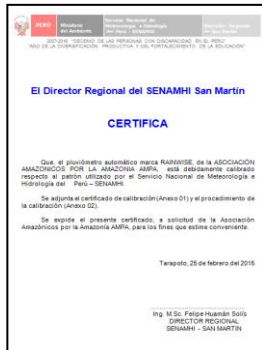 PERÚ
Ministerio del Ambiente
Servicio Nacional de Meteorología e Hidrología del Perú - SENAMHI
Dirección Regional
2007-2016 "DECENIO DE LAS PERSONAS CON DISCAPACIDAD EN EL PERÚ"
"AÑO DE LA DIVERSIFICACIÓN PRODUCTIVA Y DEL FORTALECIMIENTO DE LA EDUCACIÓN"
El Director Regional del SENAMHI San Martín
CERTIFICA
Que, el pluviómetro automático marca RAINWISE, de la ASOCIACIÓN
AMAZONICOS POR LA AMAZONIA AMPA, está debidamente calibrado
respecto al patrón utilizado por el Servicio Nacional de Meteorología e
Hidrología del Perú – SENAMHI.
Se adjunta el certificado de calibración (Anexo 01) y el procedimiento de
la calibración (Anexo 02).
Se expide el presente certificado, a solicitud de la Asociación
Amazónicos por la Amazonía AMPA, para los fines que estime conveniente.
Tarapoto, 25 de febrero del 2015
Ing. M.Sc. Felipe Huamán Solís
DIRECTOR REGIONAL
SENAMHI - SAN MARTIN